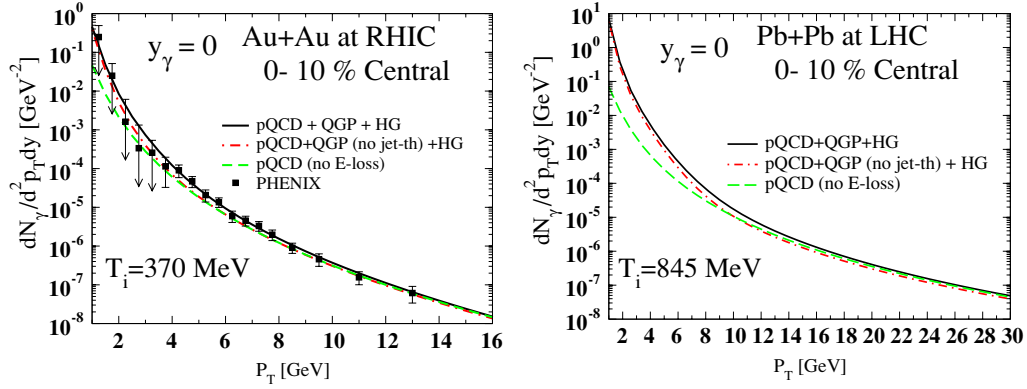 10^0
10^-1
10^-2
10^-3
10^-4
10^-5
10^-6
10^-7
10^-8
dN_γ/d^2p_Tdy [GeV^-2]
y_γ = 0
Au+Au at RHIC
0- 10 % Central
pQCD + QGP + HG
pQCD+QGP (no jet-th) +HG
pQCD (no E-loss)
PHENIX
T_i=370 MeV
2 4 6 8 10 12 14 16
P_T [GeV]
10^1
10^0
10^-1
10^-2
10^-3
10^-4
10^-5
10^-6
10^-7
10^-8
dN_γ/d^2p_Tdy [GeV^-2]
y_γ = 0
Pb+Pb at LHC
0- 10 % Central
pQCD+QGP+HG
pQCD+QGP (no jet-th) + HG
pQCD (no E-loss)
T_i=845 MeV
2 4 6 8 10 12 14 16 18 20 22 24 26 28 30
P_T [GeV]